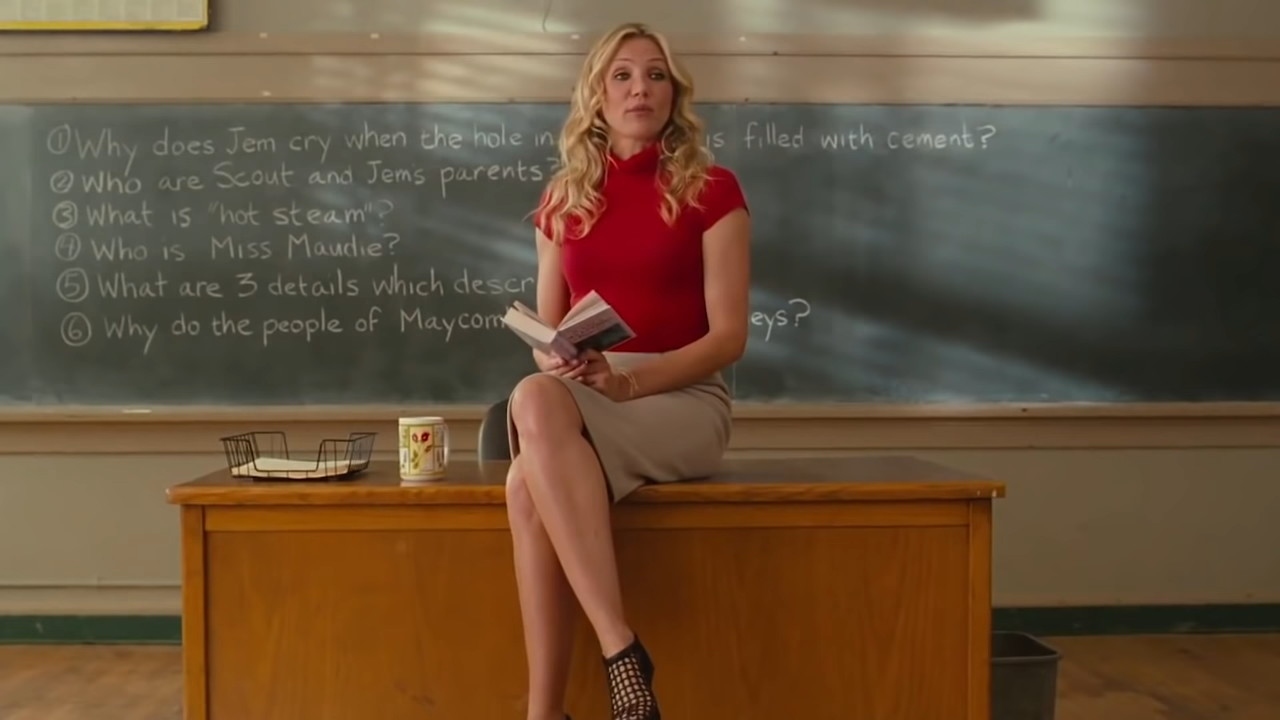 ① Why does Jem cry when the hole in is filled with cement?
② Who are Scout and Jem's parents?
③ What is "hot steam"?
④ Who is Miss Maudie?
⑤ What are 3 details which descr
⑥ Why do the people of Maycom eys?